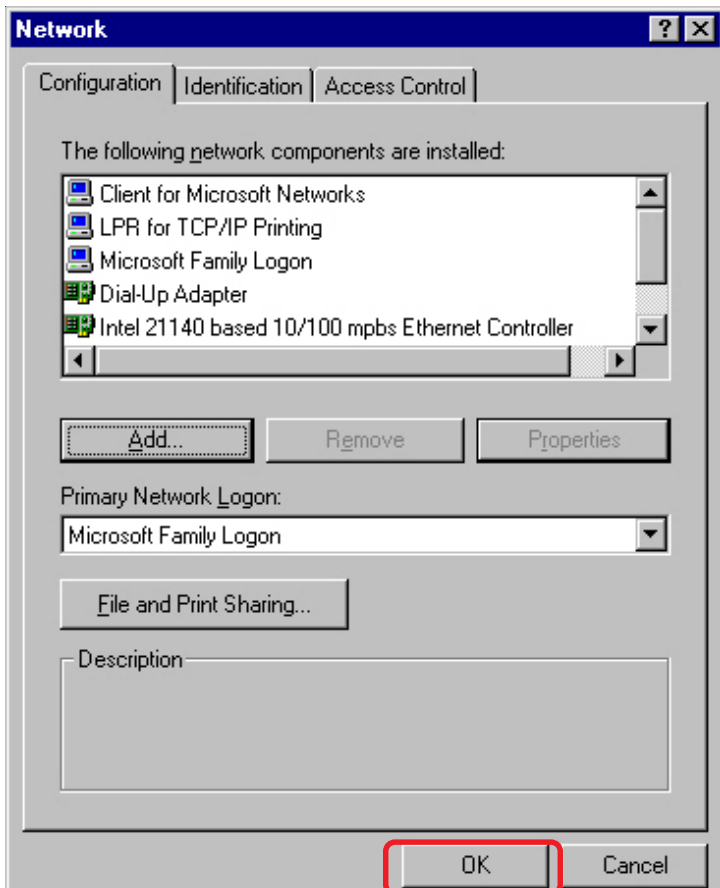 Network
Configuration Identification Access Control
The following network components are installed:
Client for Microsoft Networks
LPR for TCP/IP Printing
Microsoft Family Logon
Dial-Up Adapter
Intel 21140 based 10/100 mpbs Ethernet Controller
Add... Remove Properties
Primary Network Logon:
Microsoft Family Logon
File and Print Sharing...
Description
OK Cancel